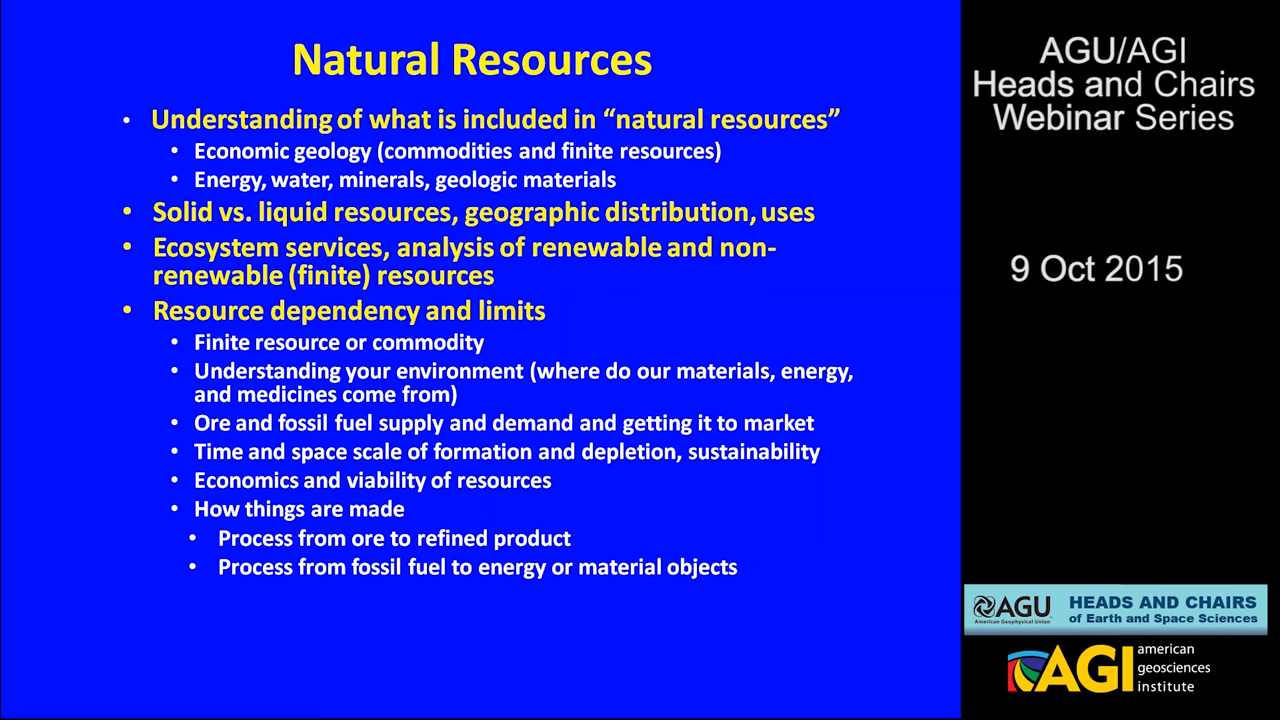 Natural Resources
• Understanding of what is included in “natural resources”
• Economic geology (commodities and finite resources)
• Energy, water, minerals, geologic materials
• Solid vs. liquid resources, geographic distribution, uses
• Ecosystem services, analysis of renewable and non-
renewable (finite) resources
• Resource dependency and limits
• Finite resource or commodity
• Understanding your environment (where do our materials, energy,
and medicines come from)
• Ore and fossil fuel supply and demand and getting it to market
• Time and space scale of formation and depletion, sustainability
• Economics and viability of resources
• How things are made
• Process from ore to refined product
• Process from fossil fuel to energy or material objects
AGU/AGI
Heads and Chairs
Webinar Series
9 Oct 2015
AGU
American Geophysical Union
HEADS AND CHAIRS
of Earth and Space Sciences
AGI
american
geosciences
institute